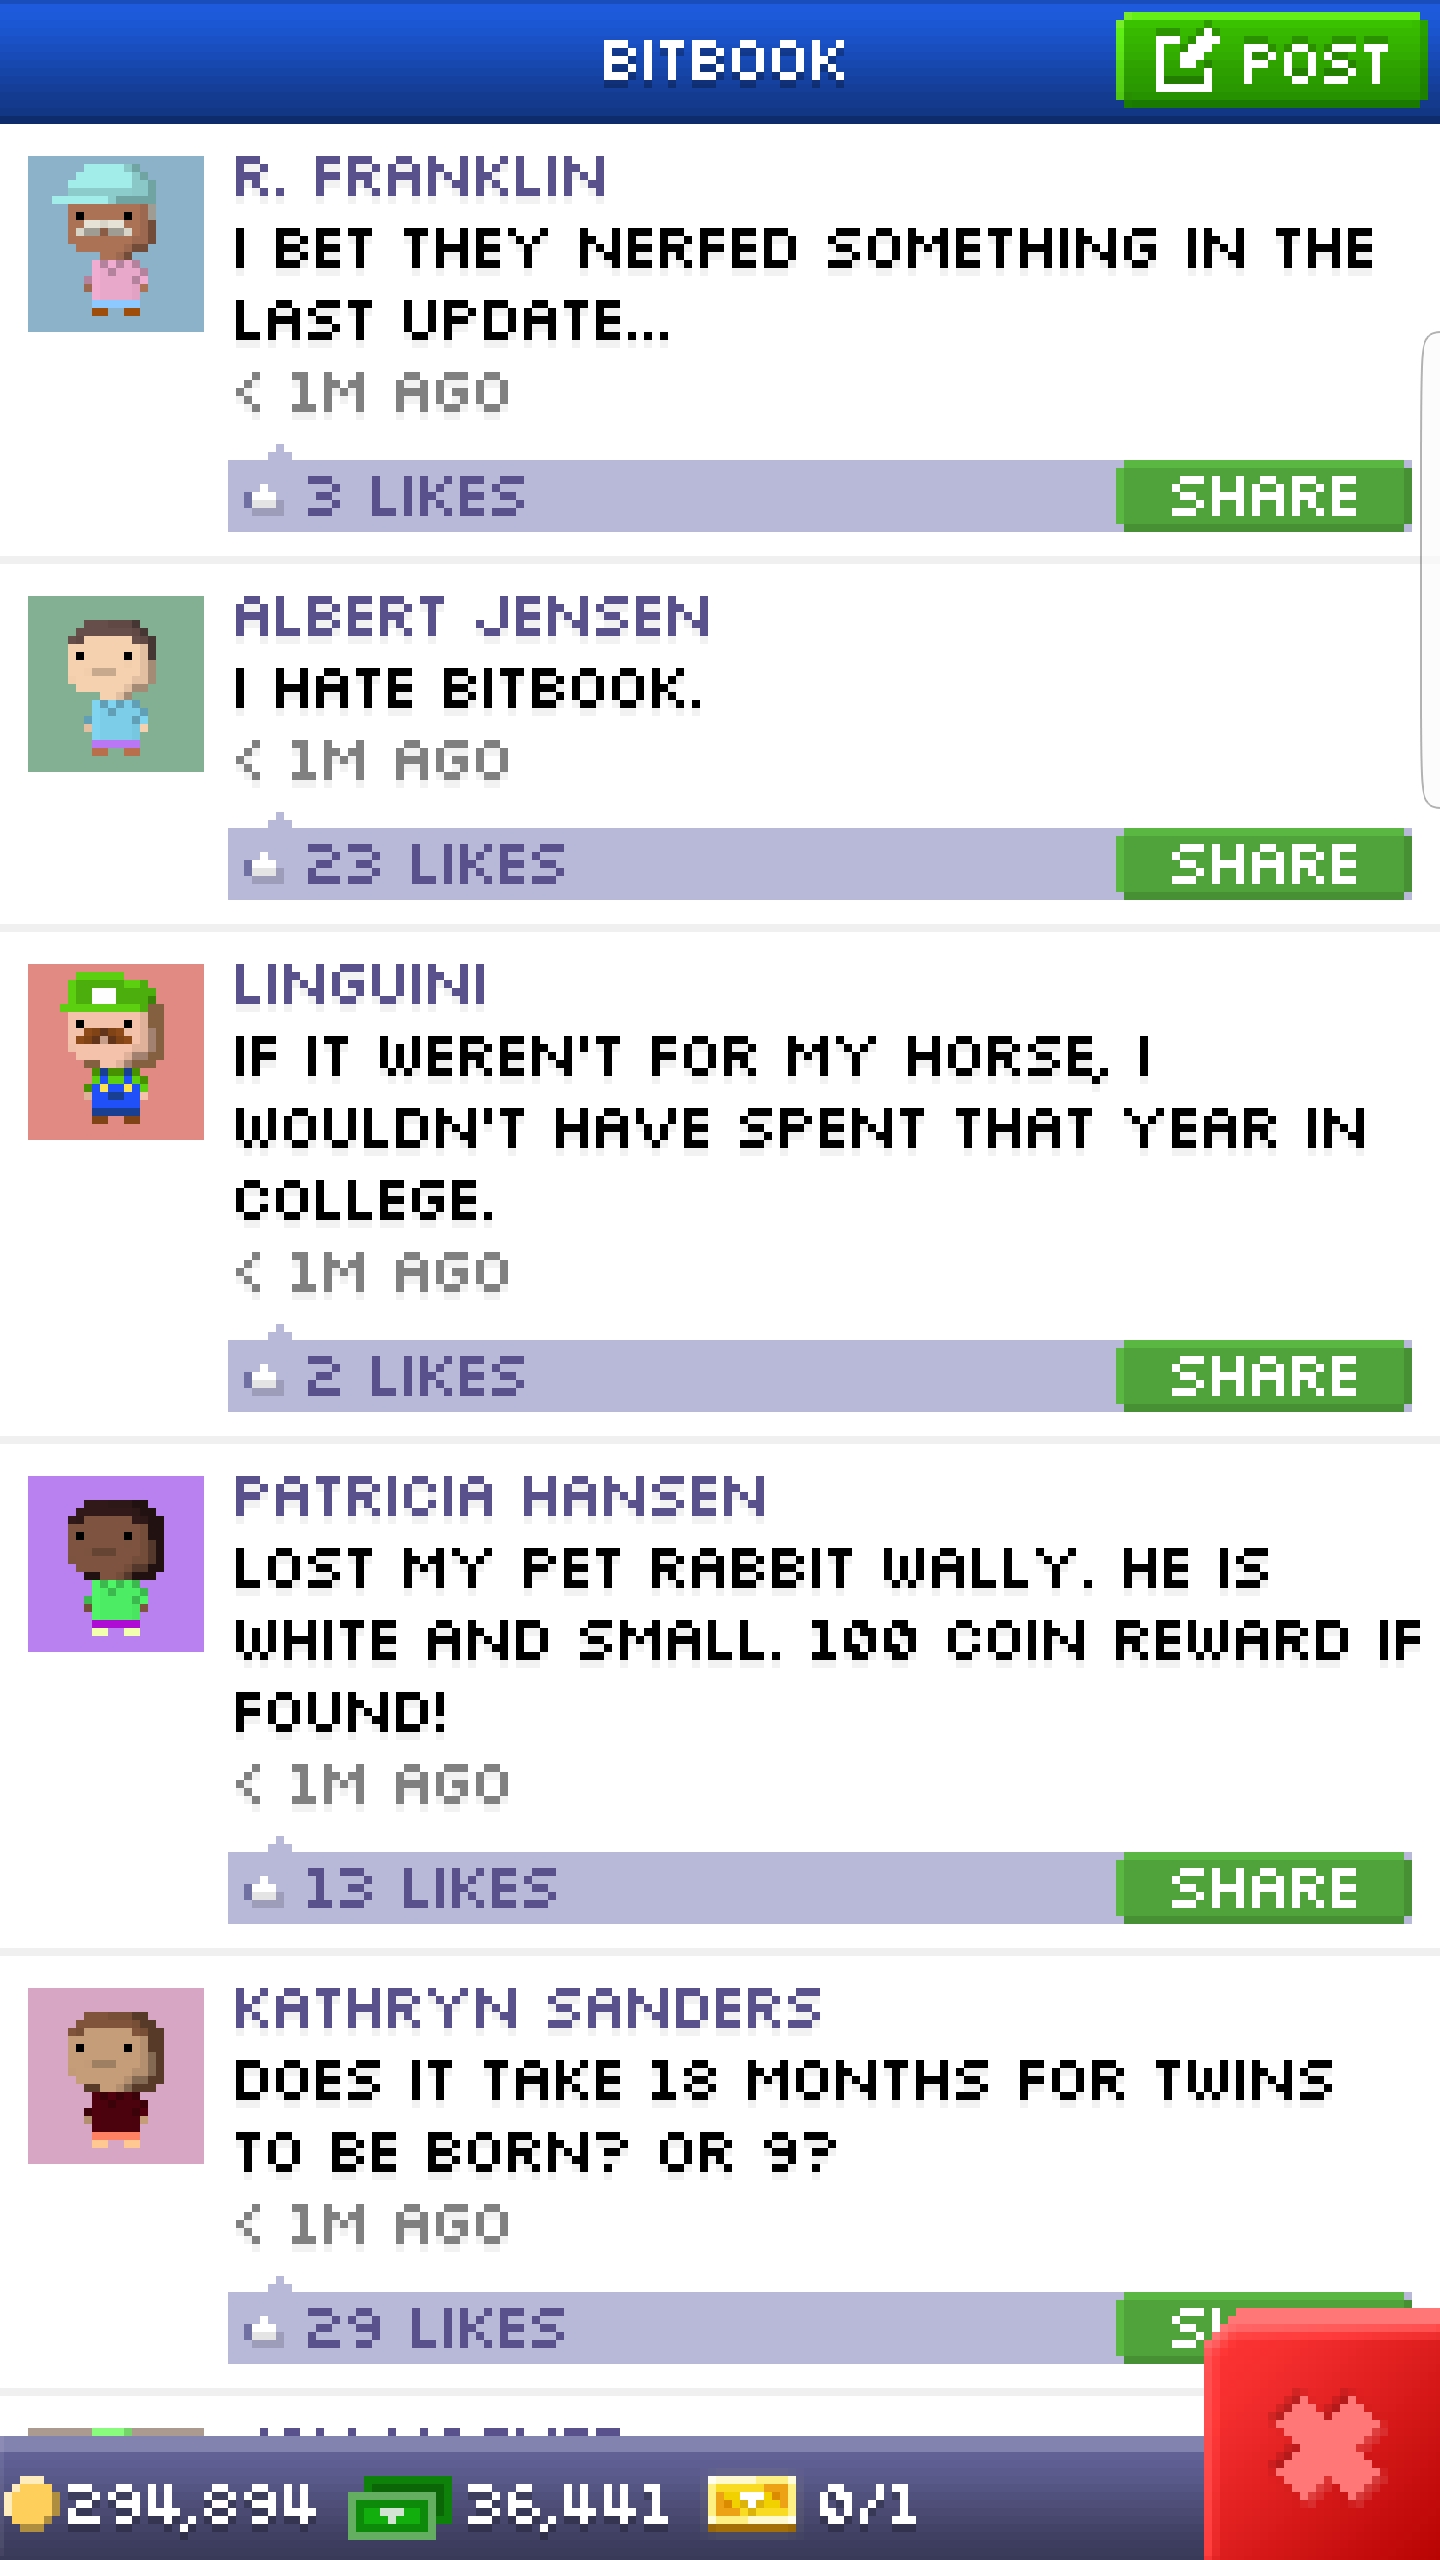 BITBOOK
POST
R. FRANKLIN
I BET THEY NERFED SOMETHING IN THE
LAST UPDATE...
< 1M AGO
3 LIKES
SHARE
ALBERT JENSEN
I HATE BITBOOK.
< 1M AGO
23 LIKES
SHARE
LINGUINI
IF IT WEREN'T FOR MY HORSE, I
WOULDN'T HAVE SPENT THAT YEAR IN
COLLEGE.
< 1M AGO
2 LIKES
SHARE
PATRICIA HANSEN
LOST MY PET RABBIT WALLY. HE IS
WHITE AND SMALL. 100 COIN REWARD IF
FOUND!
< 1M AGO
13 LIKES
SHARE
KATHRYN SANDERS
DOES IT TAKE 18 MONTHS FOR TWINS
TO BE BORN? OR 9?
< 1M AGO
29 LIKES
294,894
36,441
0/1